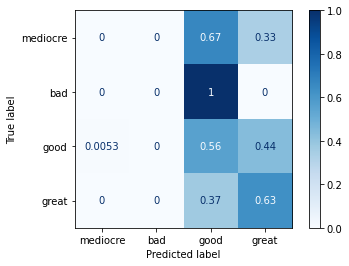 mediocre 0 0 0.67 0.33
bad 0 0 1 0
good 0.0053 0 0.56 0.44
great 0 0 0.37 0.63
mediocre bad good great
Predicted label
True label
1.0
0.8
0.6
0.4
0.2
0.0